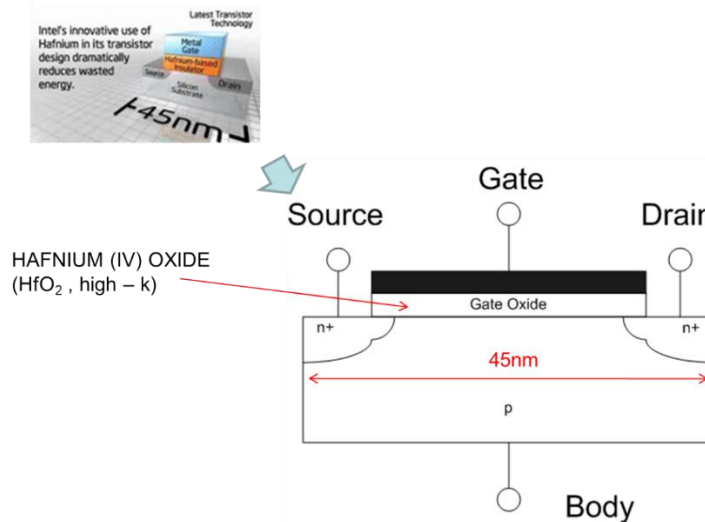 Latest Transistor
Technology
Intel's innovative use of
Hafnium in its transistor
design dramatically
reduces wasted
energy.
Metal
Gate
Hafnium-based
Insulator
Source
Drain
Silicon
Substrate
45nm
Gate
Source
Drain
HAFNIUM (IV) OXIDE
(HfO₂ , high – k)
Gate Oxide
n+
n+
45nm
p
Body